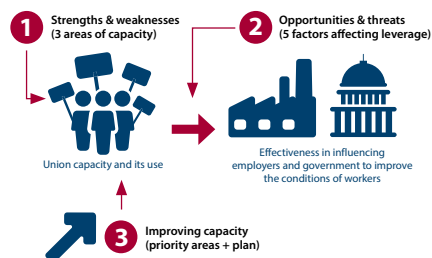 1
Strengths & weaknesses
(3 areas of capacity)
2
Opportunities & threats
(5 factors affecting leverage)
Union capacity and its use
Effectiveness in influencing
employers and government to improve
the conditions of workers
3
Improving capacity
(priority areas + plan)